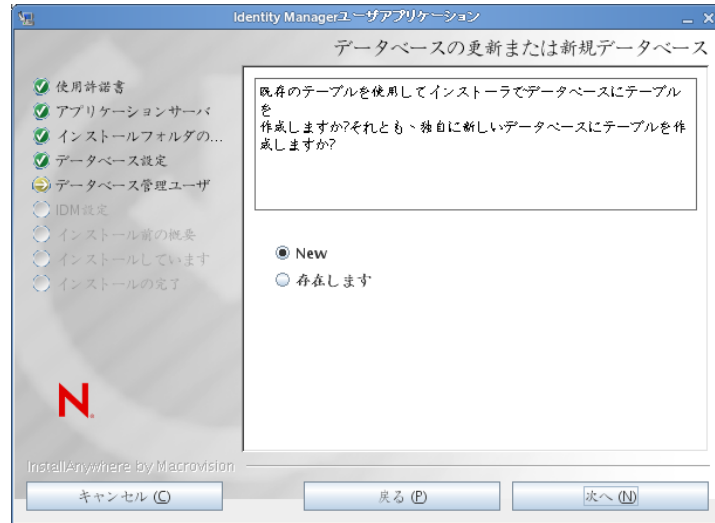 Identity Managerユーザアプリケーション
データベースの更新または新規データベース
使用許諾書
アプリケーションサーバ
インストールフォルダの...
データベース設定
データベース管理ユーザ
IDM設定
インストール前の概要
インストールしています
インストールの完了
既存のテーブルを使用してインストーラでデータベースにテーブル
を
作成しますか?それとも、独自に新しいデータベースにテーブルを作
成しますか?
New
存在します
N.
InstallAnywhere by Macrovision
キャンセル (C)
戻る (P)
次へ (N)